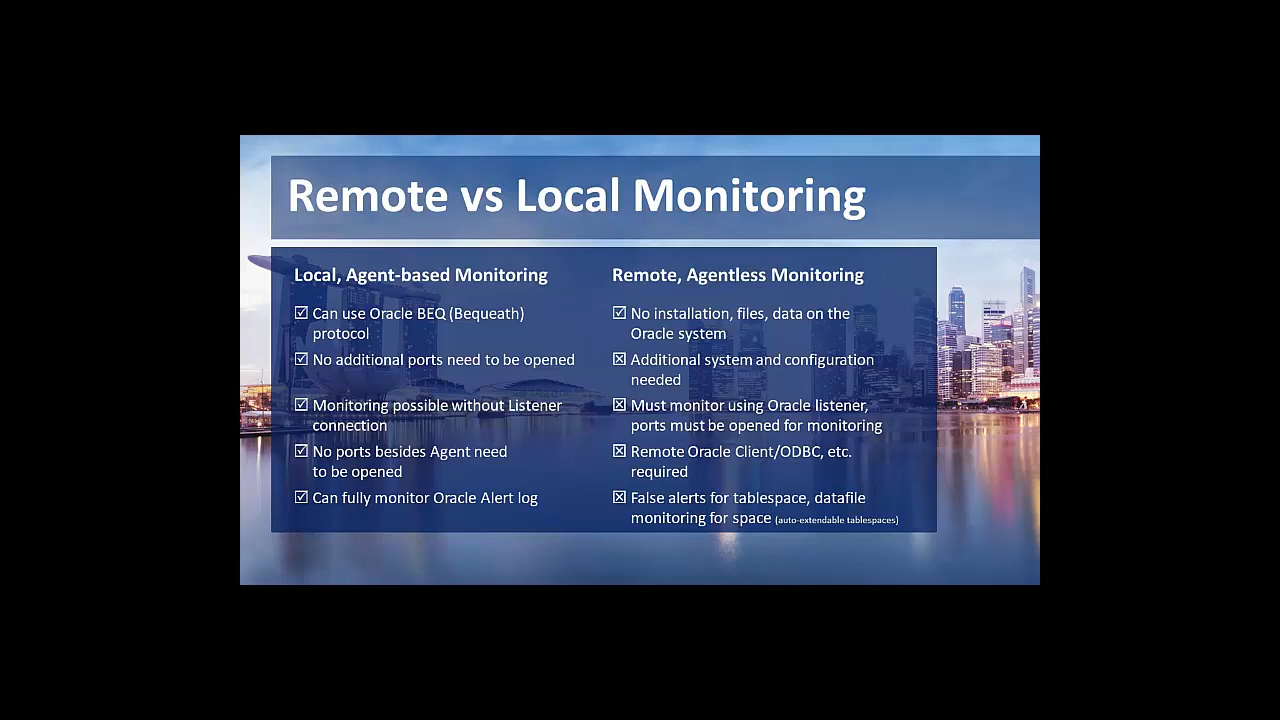 Remote vs Local Monitoring
Local, Agent-based Monitoring
☑ Can use Oracle BEQ (Bequeath)
protocol
☑ No additional ports need to be opened
☑ Monitoring possible without Listener
connection
☑ No ports besides Agent need
to be opened
☑ Can fully monitor Oracle Alert log
Remote, Agentless Monitoring
☑ No installation, files, data on the
Oracle system
☒ Additional system and configuration
needed
☒ Must monitor using Oracle listener,
ports must be opened for monitoring
☒ Remote Oracle Client/ODBC, etc.
required
☒ False alerts for tablespace, datafile
monitoring for space (auto-extendable tablespaces)